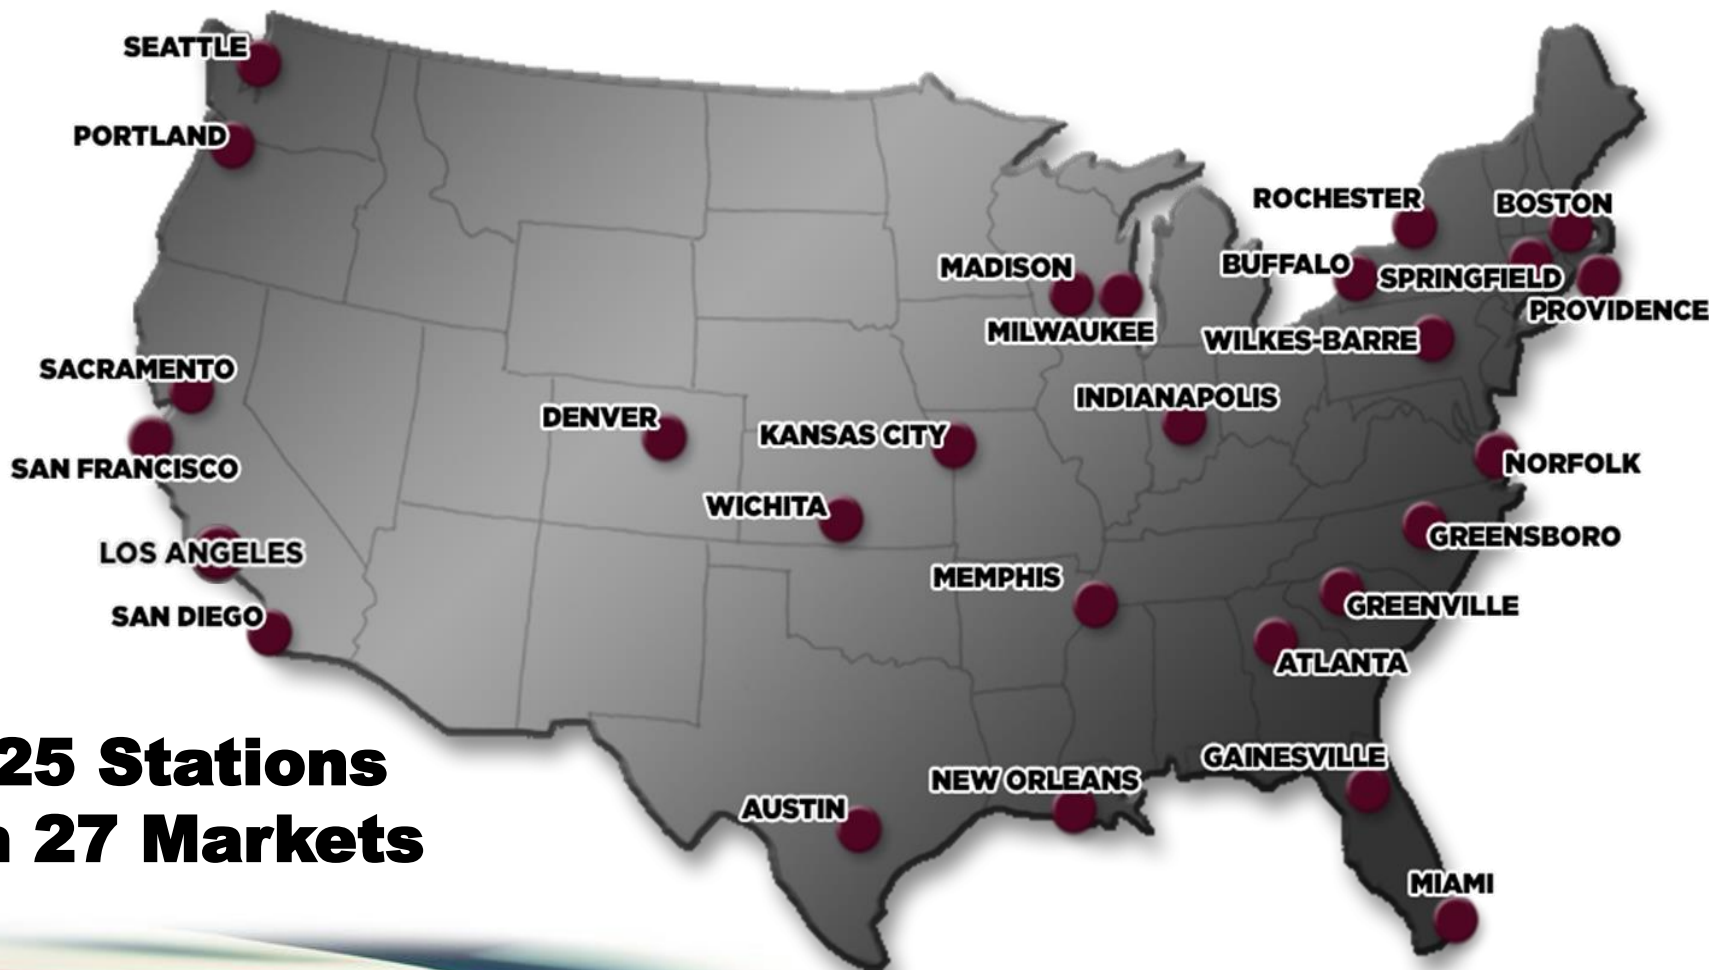 SEATTLE
PORTLAND
ROCHESTER
BOSTON
MADISON
BUFFALO
SPRINGFIELD
PROVIDENCE
MILWAUKEE
WILKES-BARRE
SACRAMENTO
INDIANAPOLIS
DENVER
KANSAS CITY
SAN FRANCISCO
NORFOLK
WICHITA
GREENSBORO
LOS ANGELES
MEMPHIS
GREENVILLE
SAN DIEGO
ATLANTA
25 Stations
27 Markets
GAINESVILLE
NEW ORLEANS
AUSTIN
MIAMI